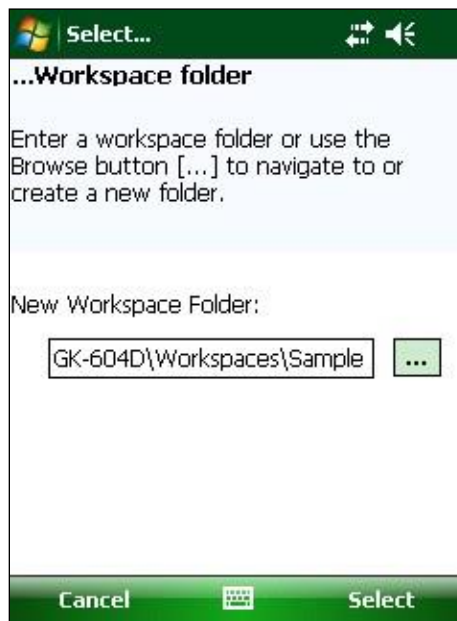 Select...
...Workspace folder
Enter a workspace folder or use the
Browse button [...] to navigate to or
create a new folder.
New Workspace Folder:
GK-604D\Workspaces\Sample ...
Cancel Select